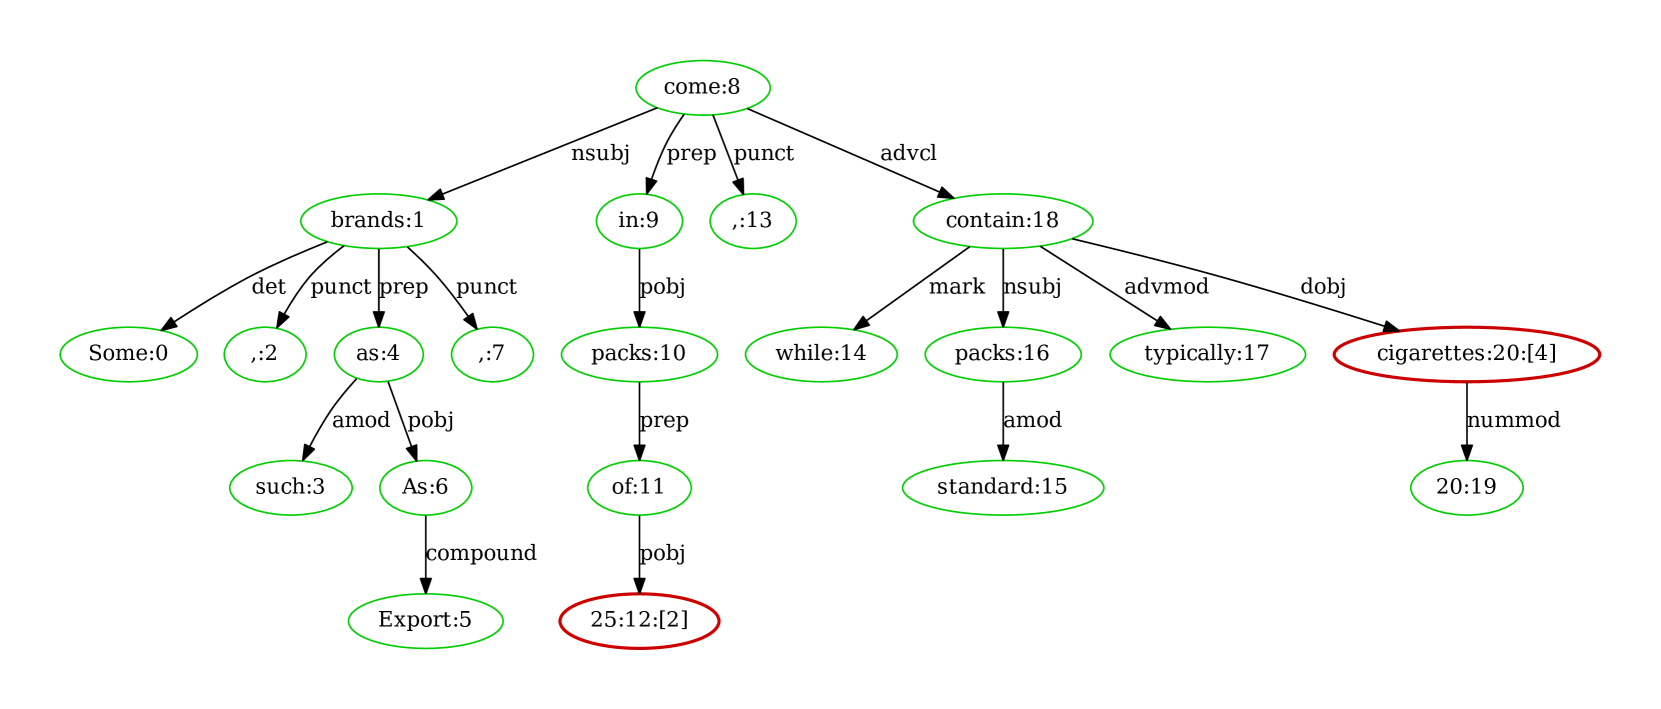 come:8
nsubj
prep
punct
advcl
brands:1
in:9
,:13
contain:18
det
punct
prep
punct
pobj
mark
nsubj
advmod
dobj
Some:0
,:2
as:4
,:7
packs:10
while:14
packs:16
typically:17
cigarettes:20:[4]
amod
pobj
prep
amod
nummod
such:3
As:6
of:11
standard:15
20:19
compound
pobj
Export:5
25:12:[2]